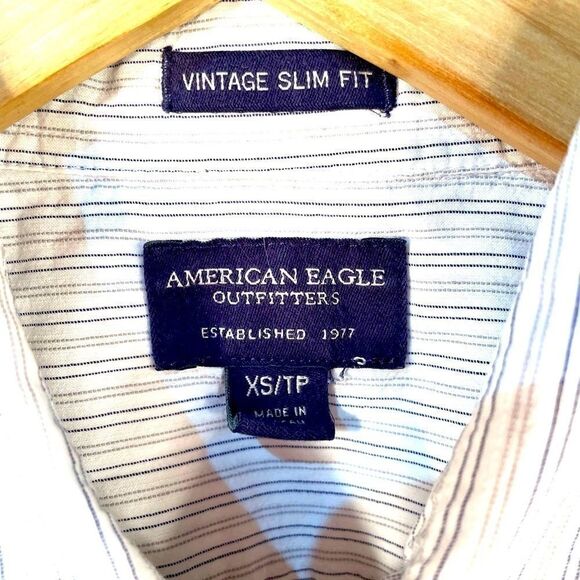 VINTAGE SLIM FIT
AMERICAN EAGLE
OUTFITTERS
ESTABLISHED 1977
XS/TP
MADE IN